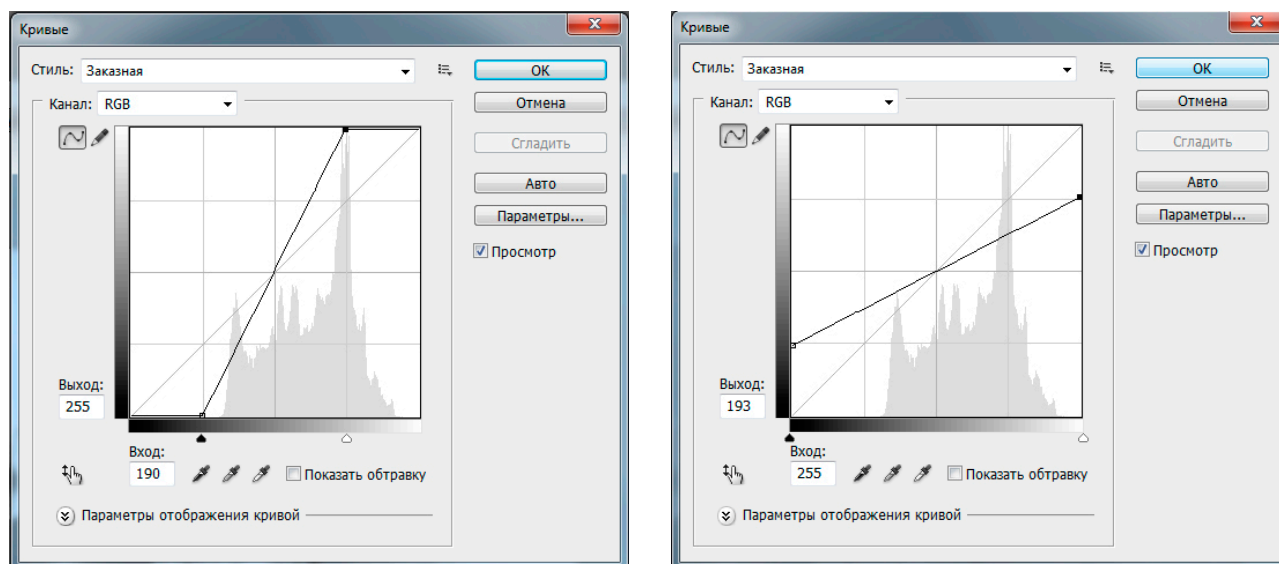 Кривые
Стиль: Заказная
OK
Канал: RGB
Отмена
Сгладить
Авто
Параметры...
Просмотр
Выход:
255
Вход:
190
Показать обтравку
Параметры отображения кривой
Кривые
Стиль: Заказная
OK
Канал: RGB
Отмена
Сгладить
Авто
Параметры...
Просмотр
Выход:
193
Вход:
255
Показать обтравку
Параметры отображения кривой